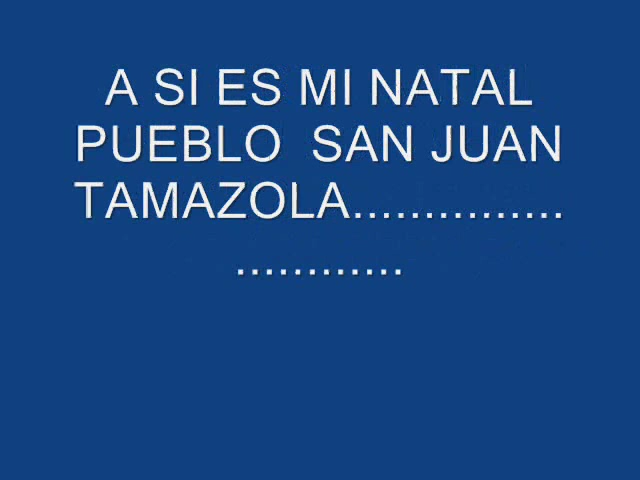 A SI ES MI NATAL
PUEBLO  SAN JUAN
TAMAZOLA...............
............